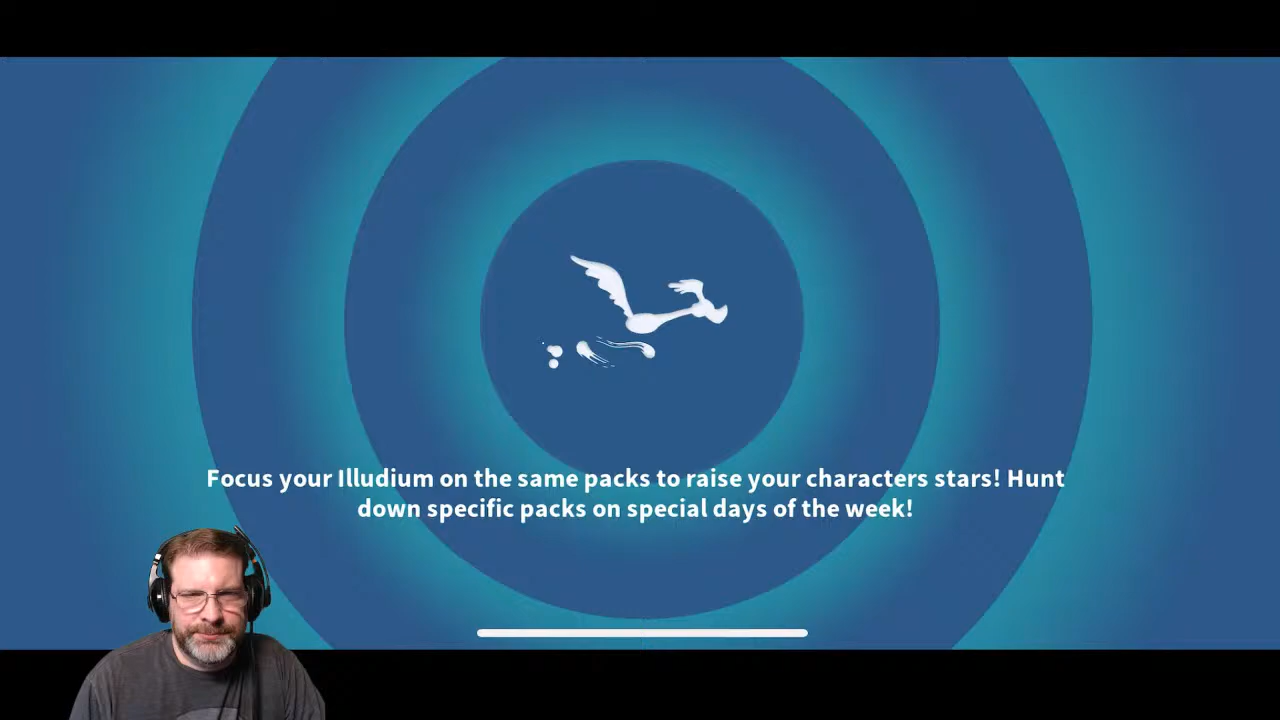 Focus your Illudium on the same packs to raise your characters stars! Hunt
down specific packs on special days of the week!